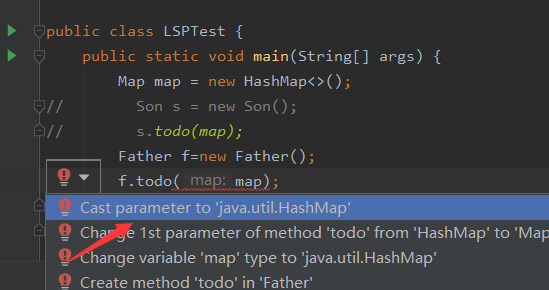 public class LSPTest {
public static void main(String[] args) {
Map map = new HashMap<>();
// Son s = new Son();
// s.todo(map);
Father f=new Father();
f.todo( map: map);
Cast parameter to 'java.util.HashMap'
Change 1st parameter of method 'todo' from 'HashMap' to 'Map
Change variable 'map' type to 'java.util.HashMap'
Create method 'todo' in 'Father'